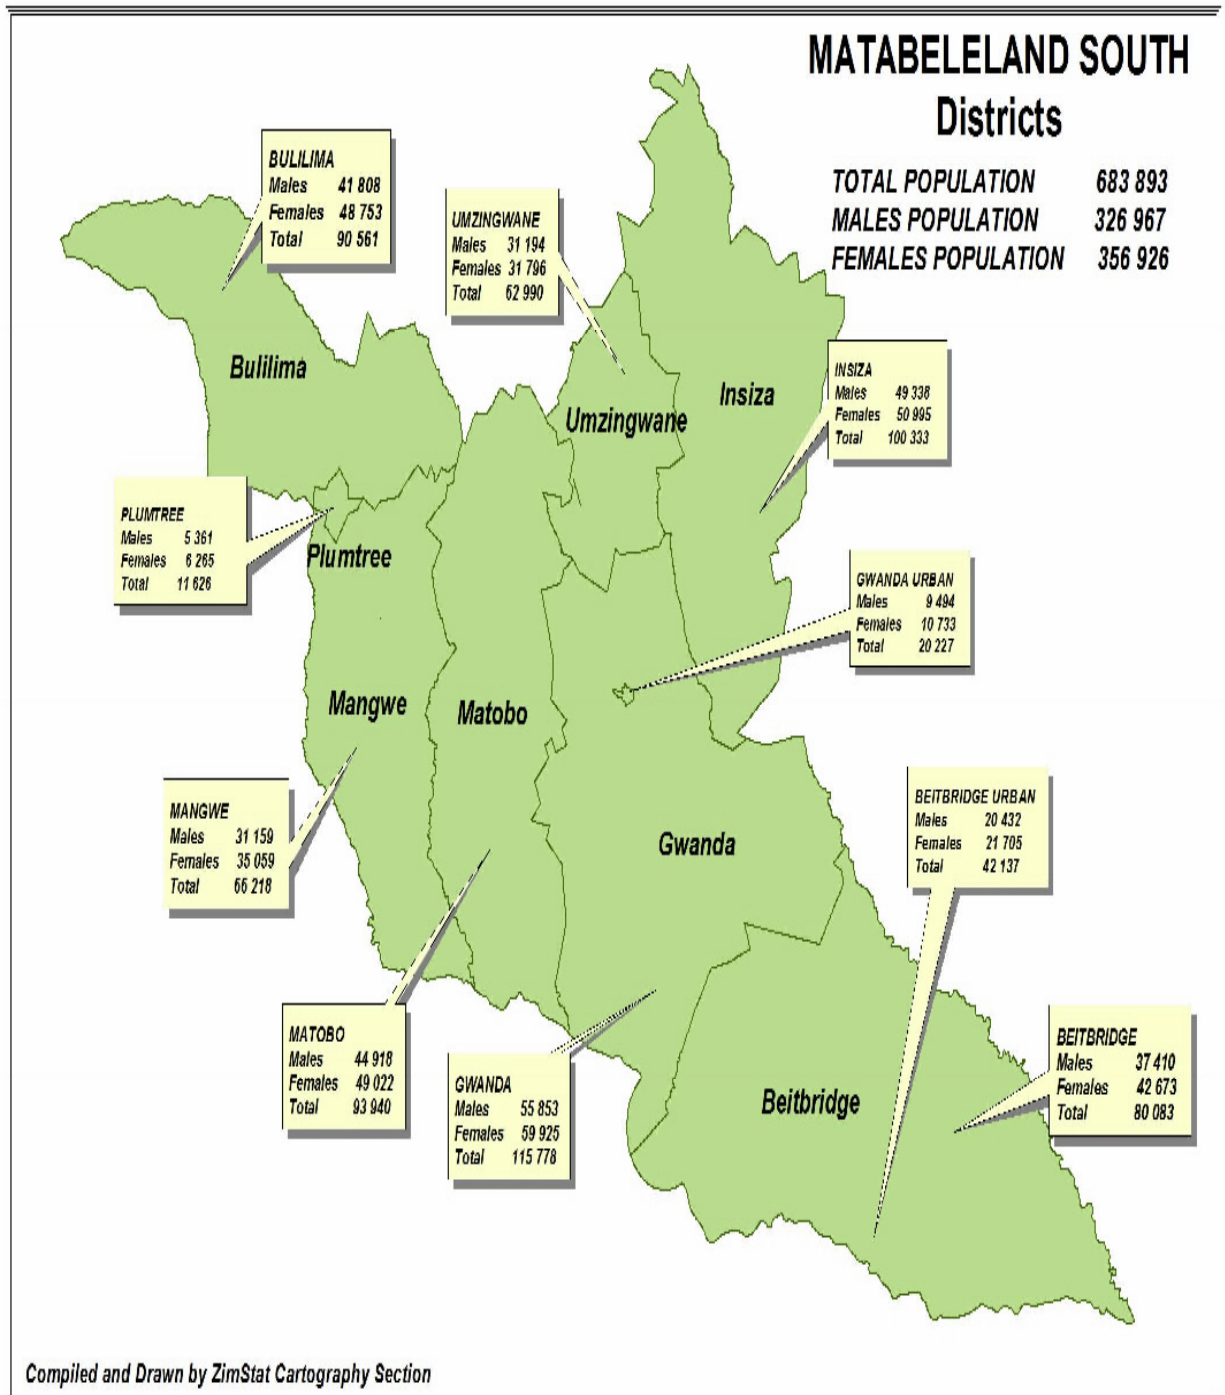 MATABELELAND SOUTH
Districts
TOTAL POPULATION 683 893
MALES POPULATION 326 967
FEMALES POPULATION 356 926
BULILIMA
Males 41 808
Females 48 753
Total 90 561
UMZINGWANE
Males 31 194
Females 31 796
Total 62 990
Bulilima
Umzingwane
Insiza
INSIZA
Males 49 338
Females 50 995
Total 100 333
PLUMTREE
Males 5 361
Females 6 265
Total 11 626
Plumtree
GWANDA URBAN
Males 9 494
Females 10 733
Total 20 227
Mangwe
Matobo
MANGWE
Males 31 159
Females 35 059
Total 66 218
Gwanda
BEITBRIDGE URBAN
Males 20 432
Females 21 705
Total 42 137
MATOBO
Males 44 918
Females 49 022
Total 93 940
GWANDA
Males 55 853
Females 59 925
Total 115 778
Beitbridge
BEITBRIDGE
Males 37 410
Females 42 673
Total 80 083
Compiled and Drawn by ZimStat Cartography Section